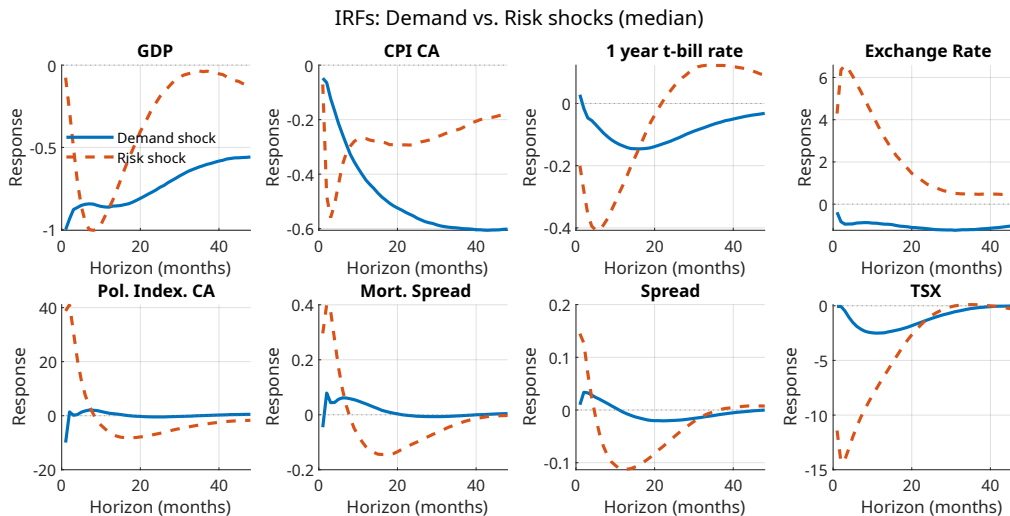 IRFs: Demand vs. Risk shocks (median)
GDP
Response
0
-0.5
-1
Demand shock
Risk shock
0 20 40
Horizon (months)
CPI CA
Response
0
-0.2
-0.4
-0.6
0 20 40
Horizon (months)
1 year t-bill rate
Response
0
-0.2
-0.4
0 20 40
Horizon (months)
Exchange Rate
Response
6
4
2
0
0 20 40
Horizon (months)
Pol. Index. CA
Response
40
20
0
-20
0 20 40
Horizon (months)
Mort. Spread
Response
0.4
0.2
0
-0.2
0 20 40
Horizon (months)
Spread
Response
0.2
0.1
0
-0.1
0 20 40
Horizon (months)
TSX
Response
0
-5
-10
-15
0 20 40
Horizon (months)